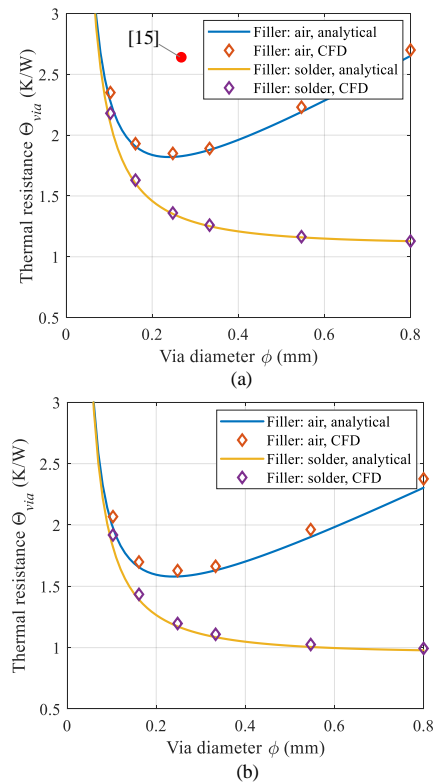 3
2.5
2
1.5
1
0.5
0
0.2
0.4
0.6
0.8
Thermal resistance Θvia (K/W)
Via diameter ϕ (mm)
[15]
Filler: air, analytical
Filler: air, CFD
Filler: solder, analytical
Filler: solder, CFD
(a)
3
2.5
2
1.5
1
0.5
0
0.2
0.4
0.6
0.8
Thermal resistance Θvia (K/W)
Via diameter ϕ (mm)
Filler: air, analytical
Filler: air, CFD
Filler: solder, analytical
Filler: solder, CFD
(b)